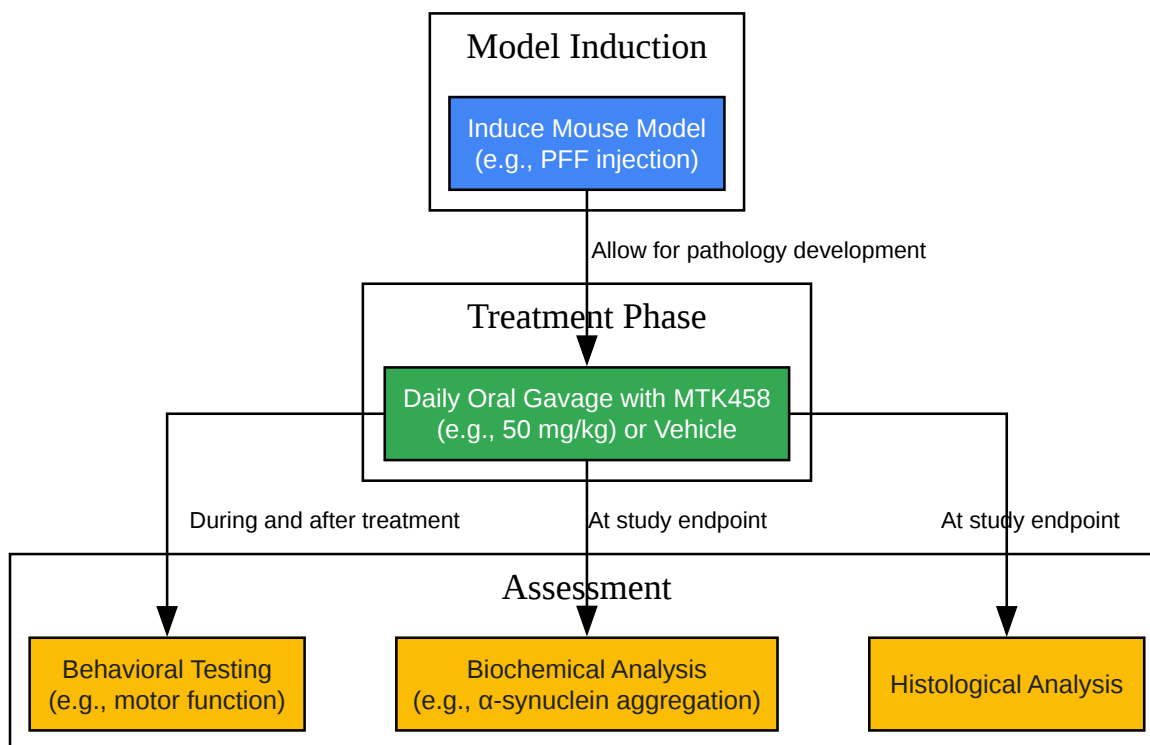 Model Induction
Induce Mouse Model
(e.g., PFF injection)
Allow for pathology development
Treatment Phase
Daily Oral Gavage with MTK458
(e.g., 50 mg/kg) or Vehicle
During and after treatment
At study endpoint
At study endpoint
Assessment
Behavioral Testing
(e.g., motor function)
Biochemical Analysis
(e.g., α-synuclein aggregation)
Histological Analysis